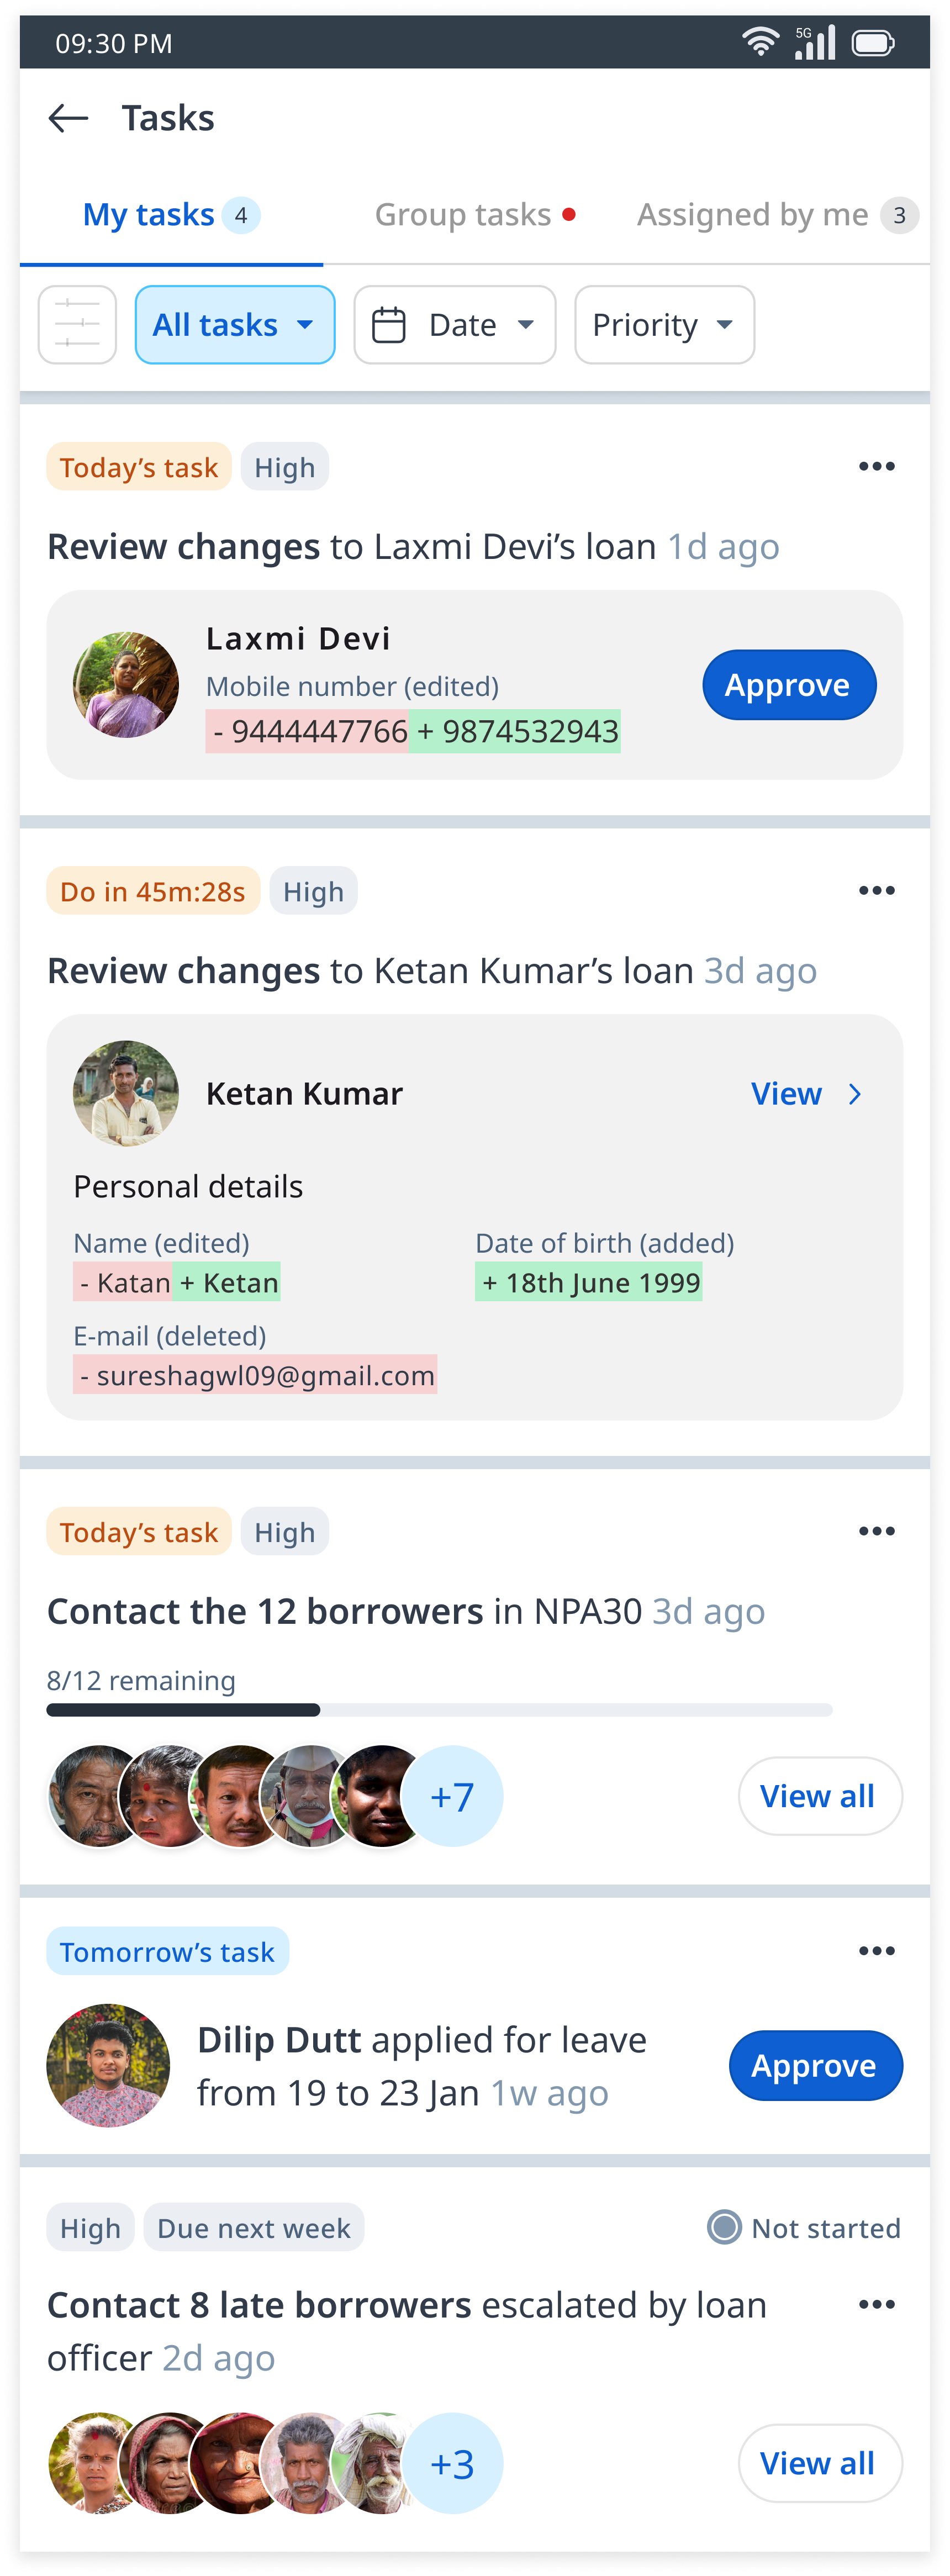 09:30 PM 5G
Tasks
My tasks 4 Group tasks Assigned by me 3
All tasks Date Priority
Today’s task High
Review changes to Laxmi Devi’s loan 1d ago
Laxmi Devi
Mobile number (edited)
- 9444447766 + 9874532943
Approve
Do in 45m:28s High
Review changes to Ketan Kumar’s loan 3d ago
Ketan Kumar View
Personal details
Name (edited) Date of birth (added)
- Katan + Ketan + 18th June 1999
E-mail (deleted)
- sureshagwl09@gmail.com
Today’s task High
Contact the 12 borrowers in NPA30 3d ago
8/12 remaining
+7 View all
Tomorrow’s task
Dilip Dutt applied for leave
from 19 to 23 Jan 1w ago
Approve
High Due next week Not started
Contact 8 late borrowers escalated by loan
officer 2d ago
+3 View all